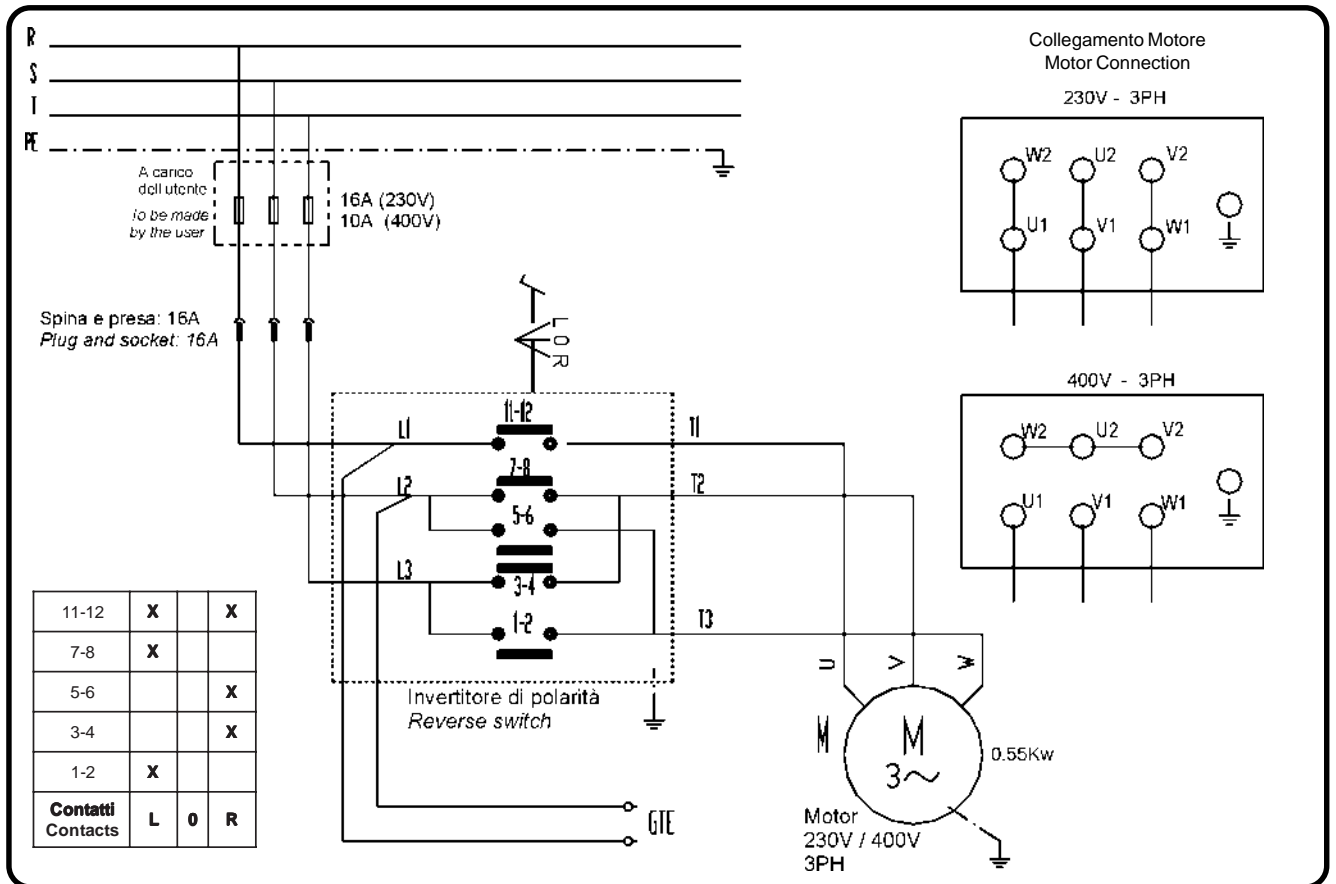 R
S
T
PE
A carico
dell utente
To be made
by the user
16A (230V)
10A (400V)
Spina e presa: 16A
Plug and socket: 16A
L O R
11-12
L1
T1
7-8
L2
T2
5-6
L3
3-4
1-2
T3
Invertitore di polarità
Reverse switch
GTE
U
V
W
M
M
3~
0.55Kw
Motor
230V / 400V
3PH
11-12 X X
7-8 X
5-6 X
3-4 X
1-2 X
Contatti
Contacts
L 0 R
Collegamento Motore
Motor Connection
230V - 3PH
W2 U2 V2
U1 V1 W1
400V - 3PH
W2 U2 V2
U1 V1 W1